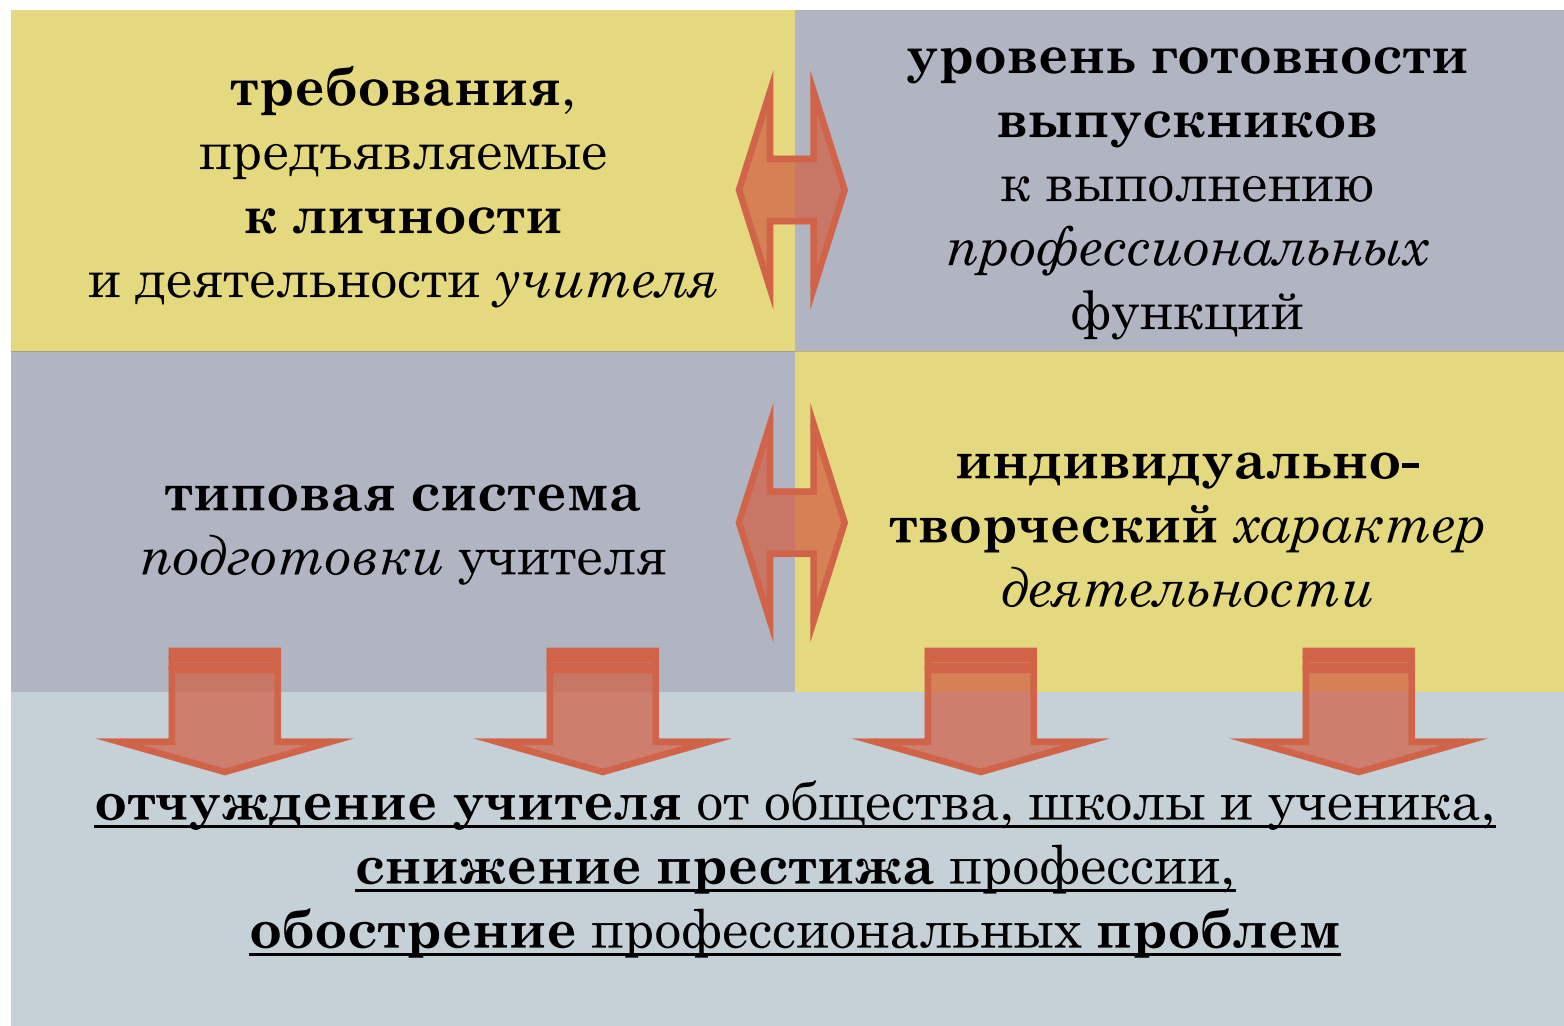 требования,
предъявляемые
к личности
и деятельности учителя
уровень готовности
выпускников
к выполнению
профессиональных
функций
типовая система
подготовки учителя
индивидуально-
творческий характер
деятельности
отчуждение учителя от общества, школы и ученика,
снижение престижа профессии,
обострение профессиональных проблем